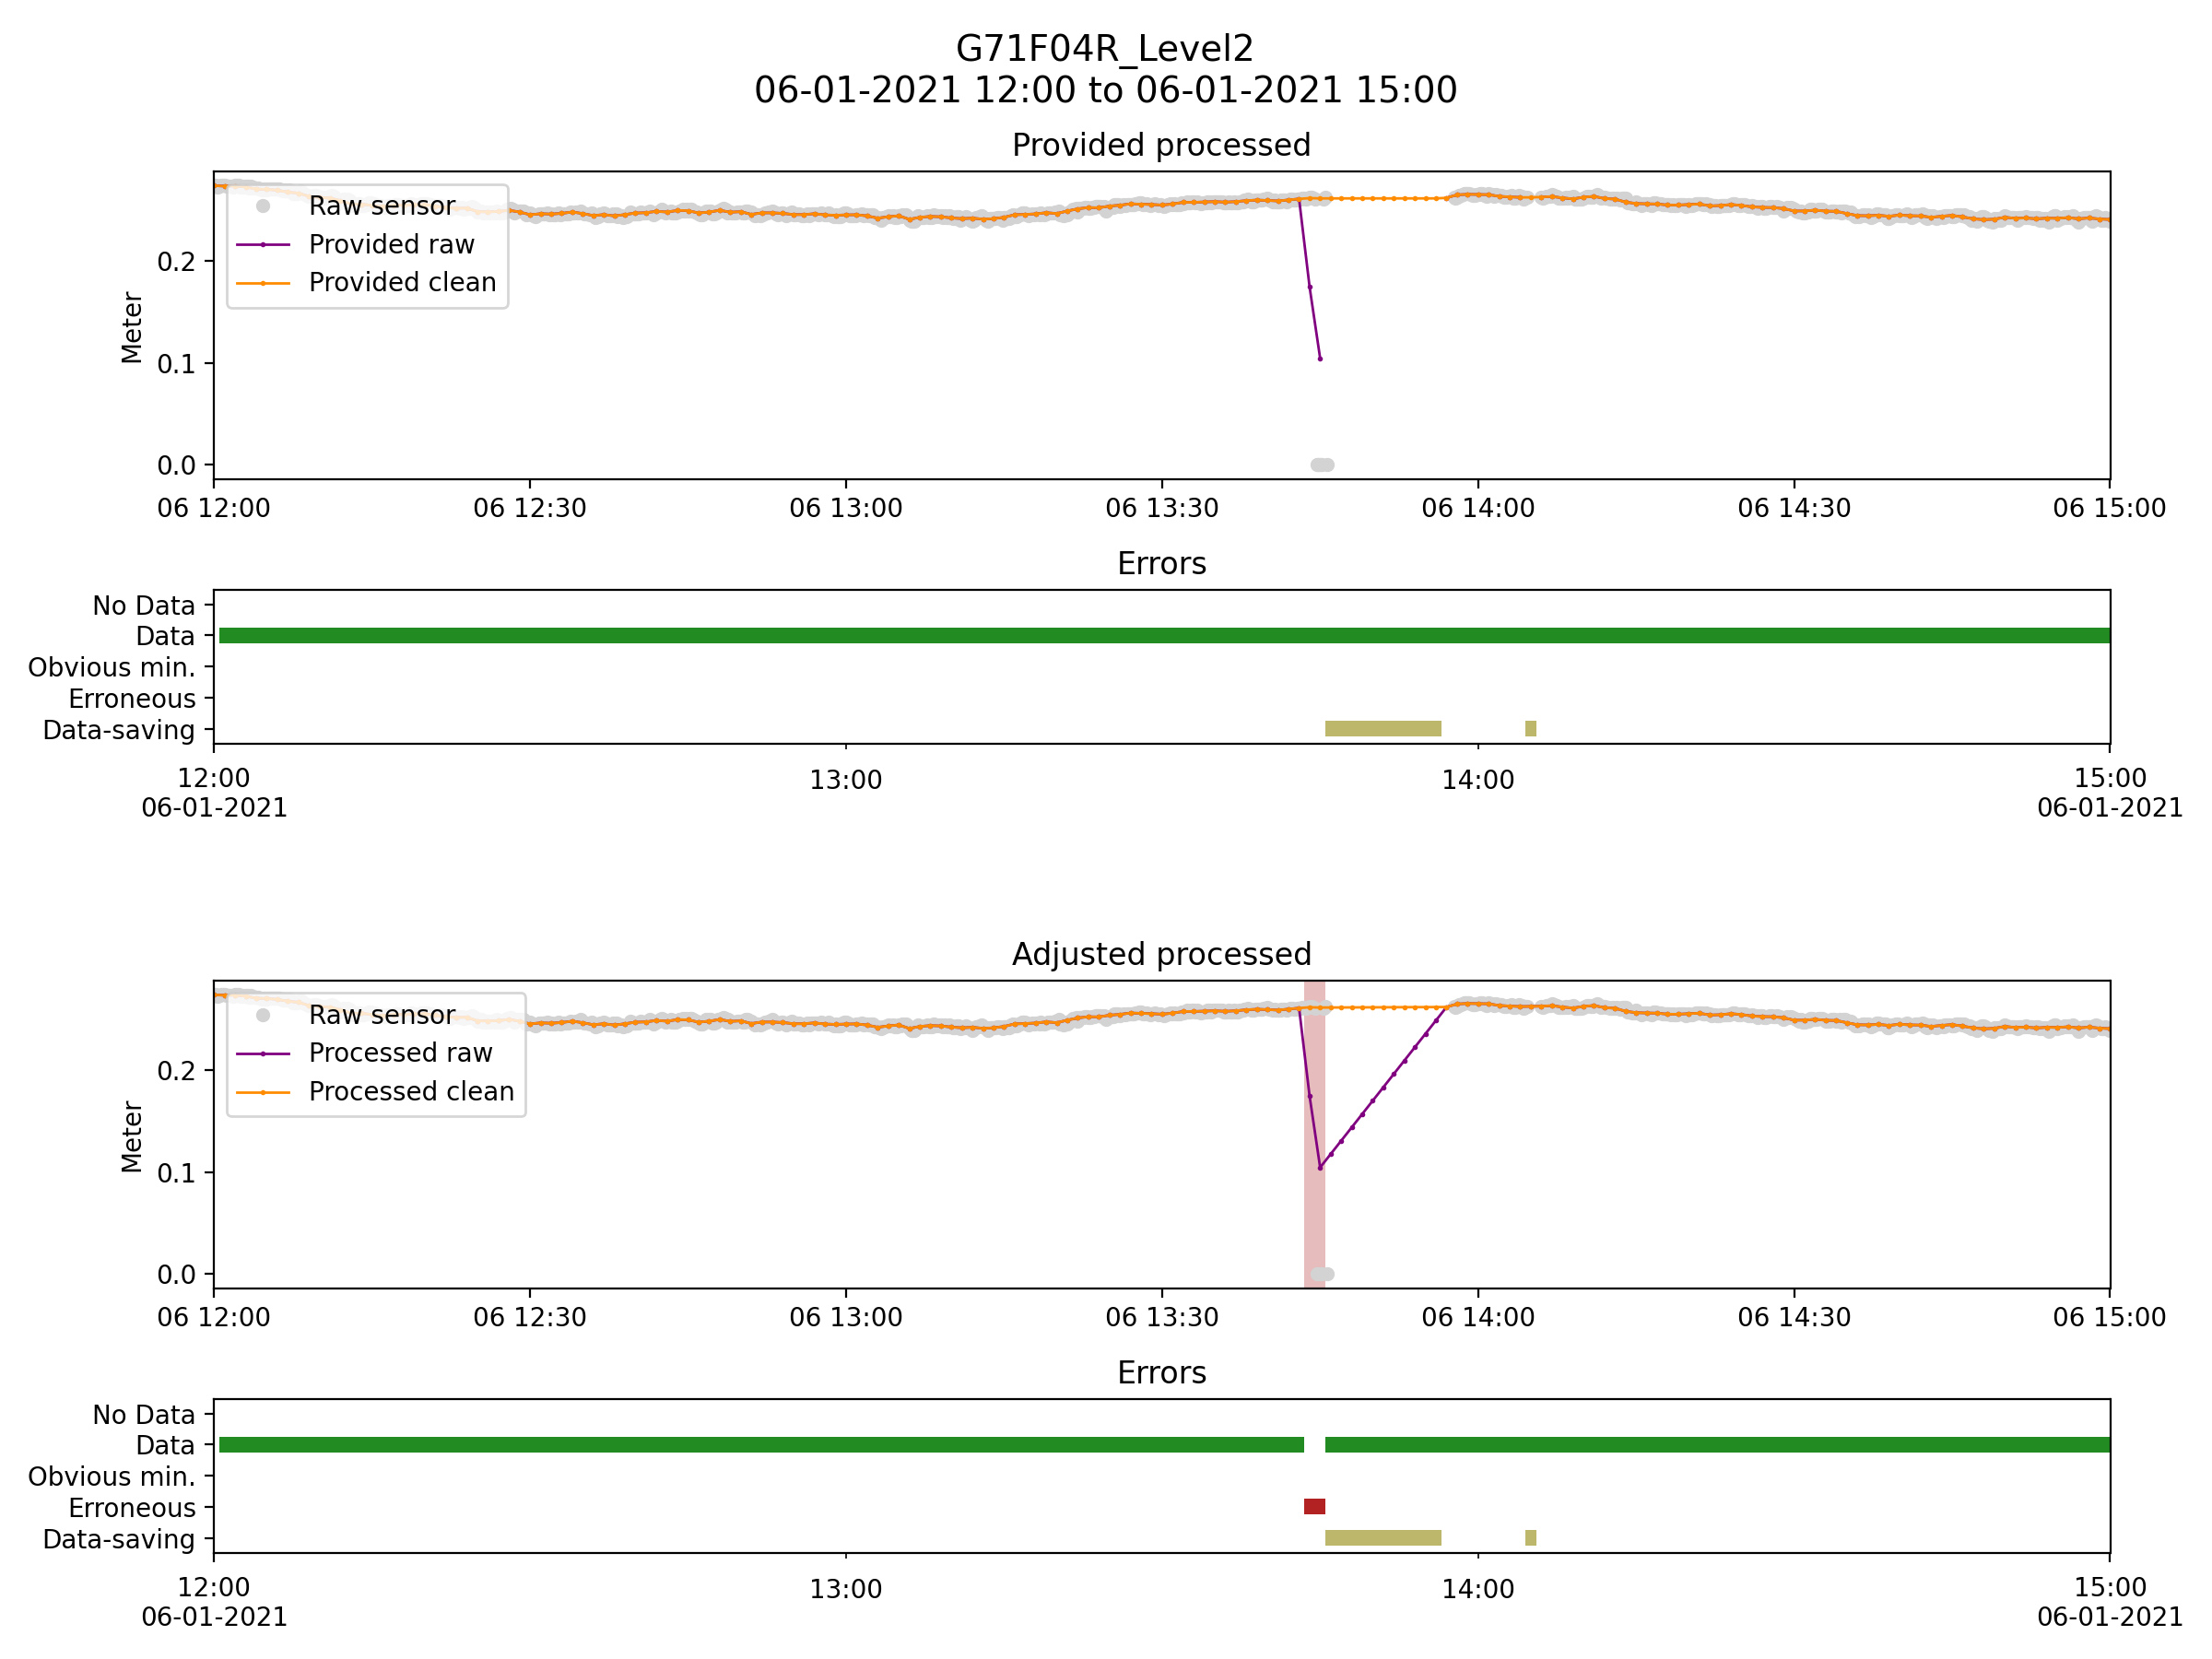 G71F04R_Level2
06-01-2021 12:00 to 06-01-2021 15:00
Provided processed
Raw sensor
Provided raw
Provided clean
Meter
0.2
0.1
0.0
06 12:00 06 12:30 06 13:00 06 13:30 06 14:00 06 14:30 06 15:00
Errors
No Data
Data
Obvious min.
Erroneous
Data-saving
12:00 13:00 14:00 15:00
06-01-2021 06-01-2021
Adjusted processed
Raw sensor
Processed raw
Processed clean
Meter
0.2
0.1
0.0
06 12:00 06 12:30 06 13:00 06 13:30 06 14:00 06 14:30 06 15:00
Errors
No Data
Data
Obvious min.
Erroneous
Data-saving
12:00 13:00 14:00 15:00
06-01-2021 06-01-2021